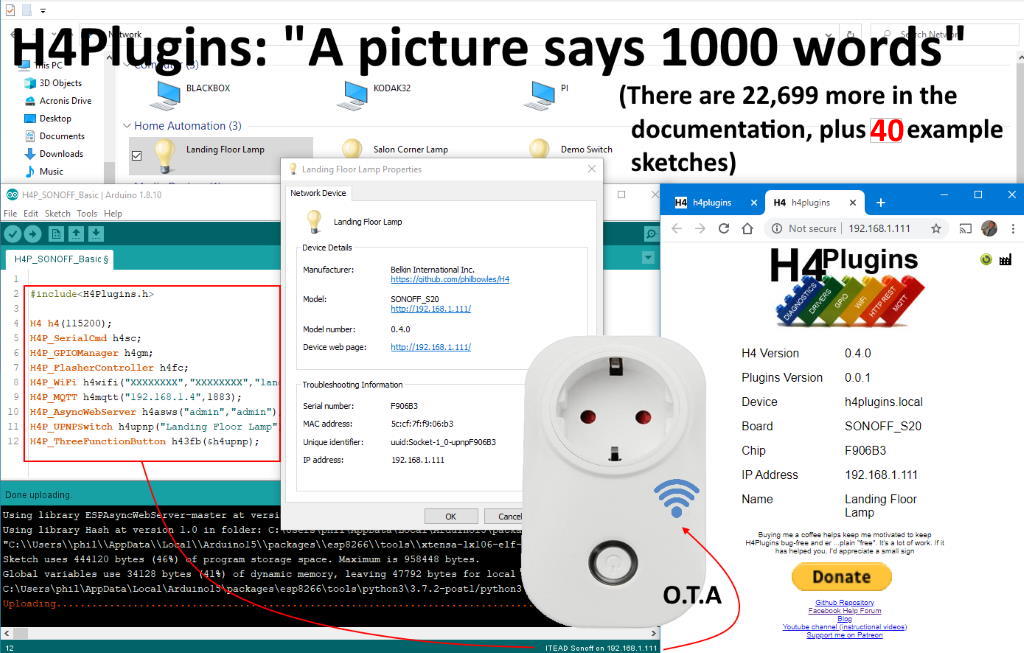 H4Plugins: "A picture says 1000 words"
(There are 22,699 more in the
documentation, plus 40 example
sketches)
Network
This PC
3D Objects
Acronis Drive
Desktop
Documents
Downloads
Music
BLACKBOX
KODAK32
PI
Home Automation (3)
Landing Floor Lamp
Salon Corner Lamp
Demo Switch
H4P_SONOFF_Basic | Arduino 1.8.10
File Edit Sketch Tools Help
H4P_SONOFF_Basic §
1
2 #include<H4Plugins.h>
3
4 H4 h4(115200);
5 H4P_SerialCmd h4sc;
6 H4P_GPIOManager h4gm;
7 H4P_FlasherController h4fc;
8 H4P_WiFi h4wifi("XXXXXXXX","XXXXXXXX","lan
9 H4P_MQTT h4mqtt("192.168.1.4",1883);
10 H4P_AsyncWebServer h4asws("admin","admin")
11 H4P_UPNPSwitch h4upnp("Landing Floor Lamp"
12 H4P_ThreeFunctionButton h43fb(&h4upnp);
Done uploading.
Using library ESPAsyncWebServer-master at versi
Using library Hash at version 1.0 in folder: C:\Users\phil\AppData\Local\Arduino15\packa
"C:\\Users\\phil\\AppData\\Local\\Arduino15\\packages\\esp8266\\tools\\xtensa-lx106-elf-
Sketch uses 444120 bytes (46%) of program storage space. Maximum is 958448 bytes.
Global variables use 34128 bytes (41%) of dynamic memory, leaving 47792 bytes for local
C:\Users\phil\AppData\Local\Arduino15\packages\esp8266\tools\python3\3.7.2-post1/python3
Uploading
12
ITEAD Sonoff on 192.168.1.111
Landing Floor Lamp Properties
Network Device
Landing Floor Lamp
Device Details
Manufacturer: Belkin International Inc.
https://github.com/philbowles/H4
Model: SONOFF_S20
http://192.168.1.111/
Model number: 0.4.0
Device web page: http://192.168.1.111/
Troubleshooting Information
Serial number: F906B3
MAC address: 5c:cf:7f:f9:06:b3
Unique identifier: uuid:Socket-1_0-upnpF906B3
IP address: 192.168.1.111
OK
Cancel
O.T.A
H4 h4plugins
H4 h4plugins
Not secure 192.168.1.111
H4Plugins
DIAGNOSTICS
DRIVERS
GPIO
WiFi
HTTP REST
MQTT
H4 Version 0.4.0
Plugins Version 0.0.1
Device h4plugins.local
Board SONOFF_S20
Chip F906B3
IP Address 192.168.1.111
Name Landing Floor
Lamp
Buying me a coffee helps keep me motivated to keep
H4Plugins bug-free and er ...plain "free". It's a lot of work. if it
has helped you. I'd appreciate a small sign
Donate
Github Repository
Facebook Help Forum
Blog
Youtube channel (instructional videos)
Support me on Patreon